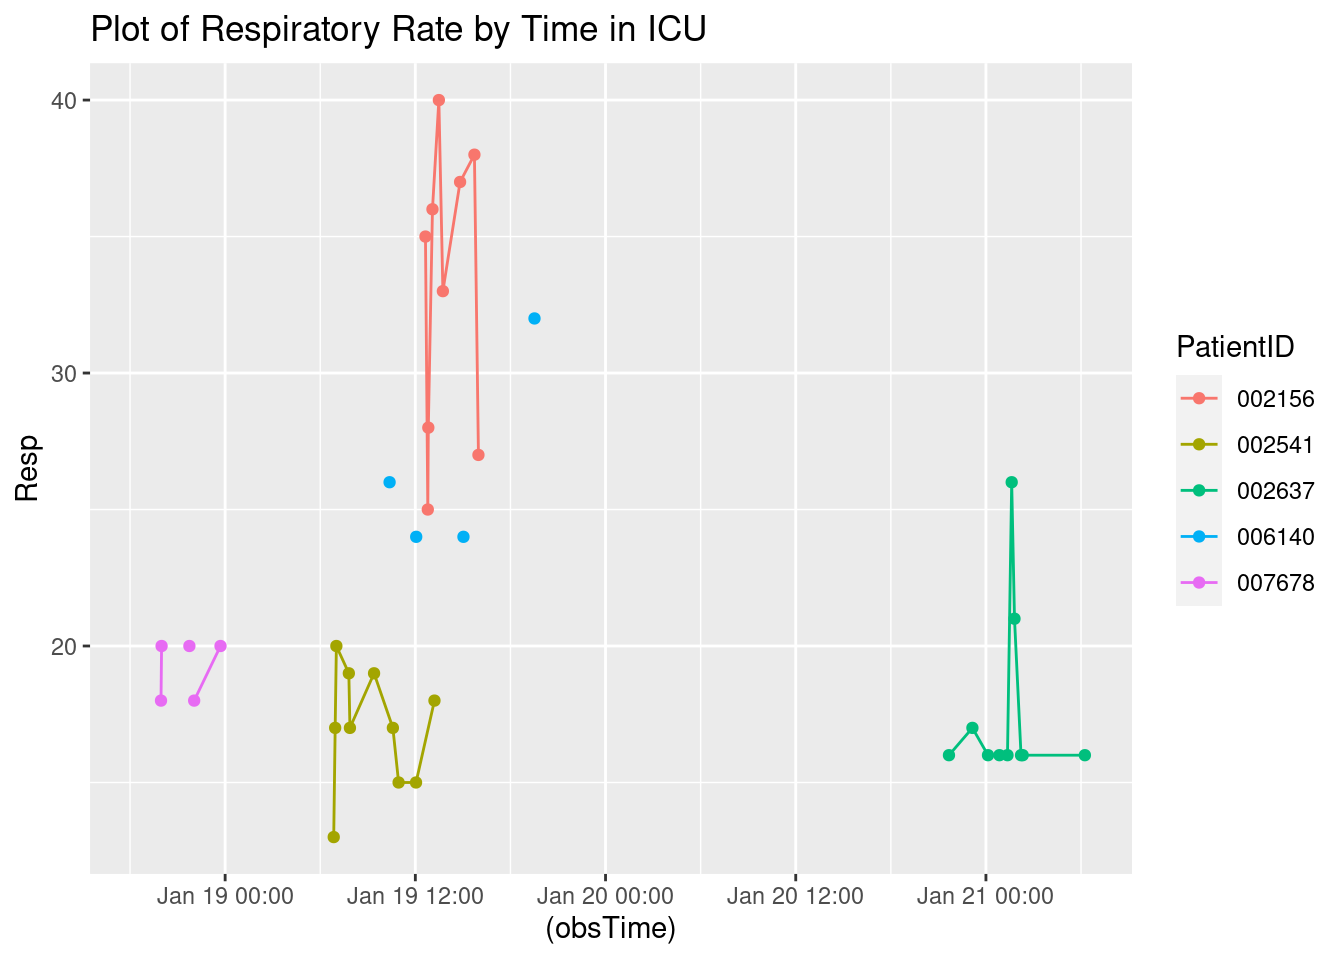 Plot of Respiratory Rate by Time in ICU
40
30
20
Resp
Jan 19 00:00
Jan 19 12:00
Jan 20 00:00
Jan 20 12:00
Jan 21 00:00
(obsTime)
PatientID
002156
002541
002637
006140
007678